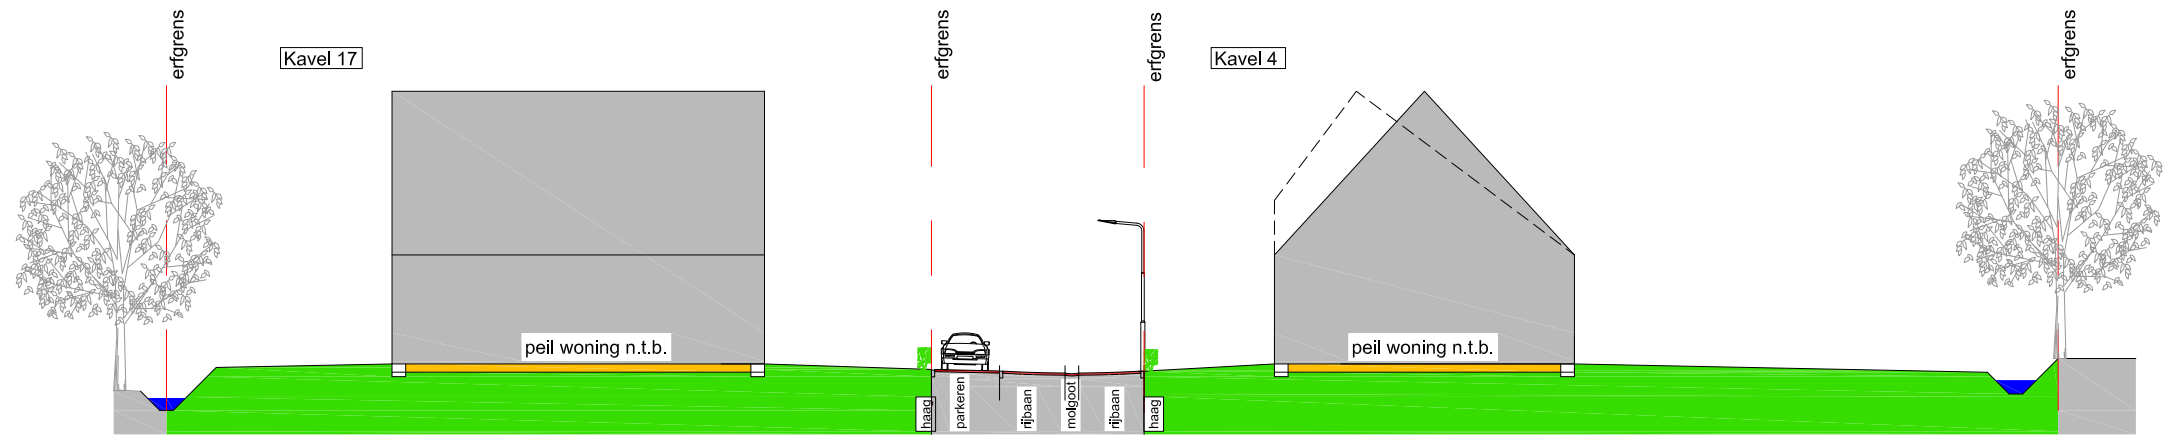 erfgrens
Kavel 17
erfgrens
erfgrens
Kavel 4
erfgrens
peil woning n.t.b.
peil woning n.t.b.
haag
parkeren
rijbaan
molgoot
rijbaan
haag